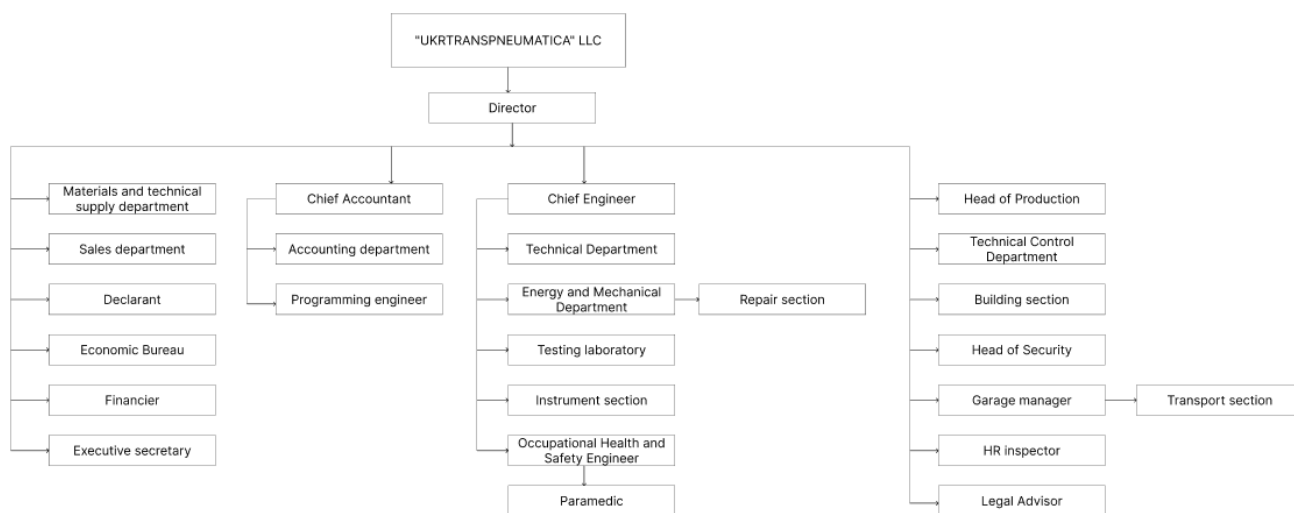 "UKRTRANSPNEUMATICA" LLC
Director
Materials and technical
supply department
Sales department
Declarant
Economic Bureau
Financier
Executive secretary
Chief Accountant
Accounting department
Programming engineer
Chief Engineer
Technical Department
Energy and Mechanical
Department
Repair section
Testing laboratory
Instrument section
Occupational Health and
Safety Engineer
Paramedic
Head of Production
Technical Control
Department
Building section
Head of Security
Garage manager
Transport section
HR inspector
Legal Advisor